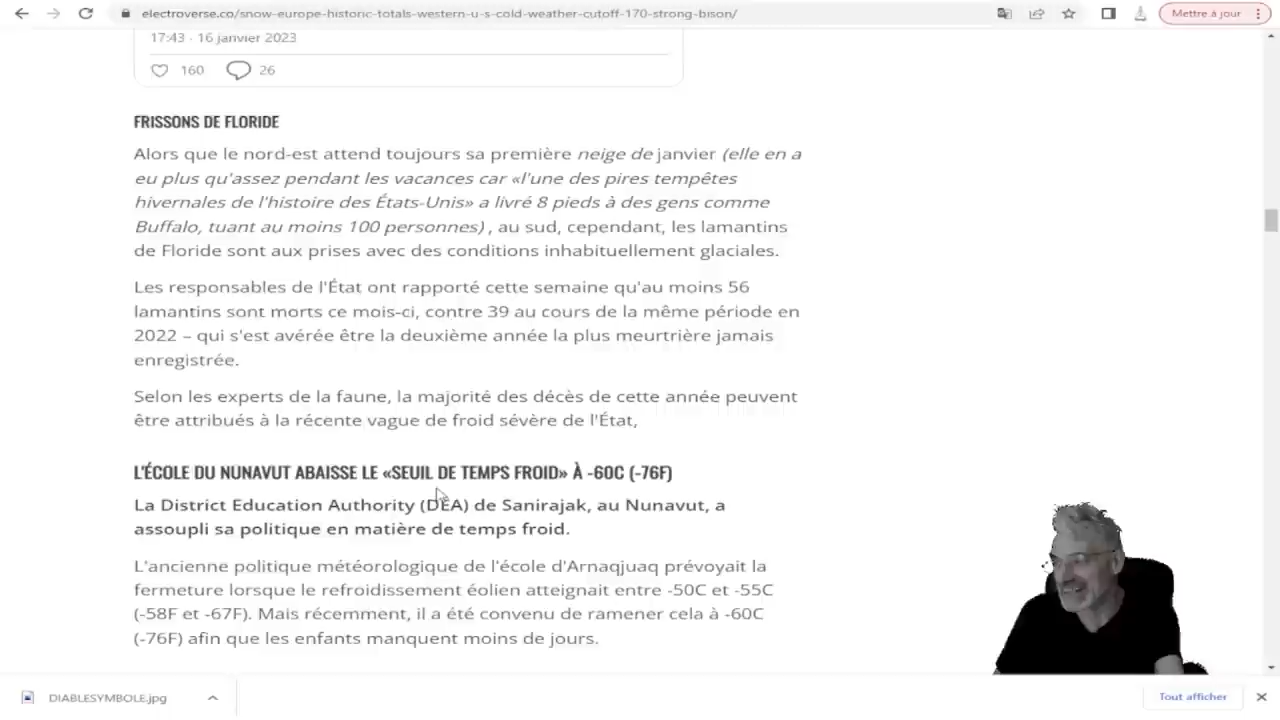 electroverse.co/snow-europe-historic-totals-western-u-s-cold-weather-cutoff-170-strong-bison/
Mettre à jour
17:43 · 16 janvier 2023
160
26
FRISSONS DE FLORIDE
Alors que le nord-est attend toujours sa première neige de janvier (elle en a
eu plus qu'assez pendant les vacances car «l'une des pires tempêtes
hivernales de l'histoire des États-Unis» a livré 8 pieds à des gens comme
Buffalo, tuant au moins 100 personnes) , au sud, cependant, les lamantins
de Floride sont aux prises avec des conditions inhabituellement glaciales.
Les responsables de l'État ont rapporté cette semaine qu'au moins 56
lamantins sont morts ce mois-ci, contre 39 au cours de la même période en
2022 – qui s'est avérée être la deuxième année la plus meurtrière jamais
enregistrée.
Selon les experts de la faune, la majorité des décès de cette année peuvent
être attribués à la récente vague de froid sévère de l'État,
L'ÉCOLE DU NUNAVUT ABAISSE LE «SEUIL DE TEMPS FROID» À -60C (-76F)
La District Education Authority (DEA) de Sanirajak, au Nunavut, a
assoupli sa politique en matière de temps froid.
L'ancienne politique météorologique de l'école d'Arnaqjuaq prévoyait la
fermeture lorsque le refroidissement éolien atteignait entre -50C et -55C
(-58F et -67F). Mais récemment, il a été convenu de ramener cela à -60C
(-76F) afin que les enfants manquent moins de jours.
DIABLESYMBOLE.jpg
Tout afficher